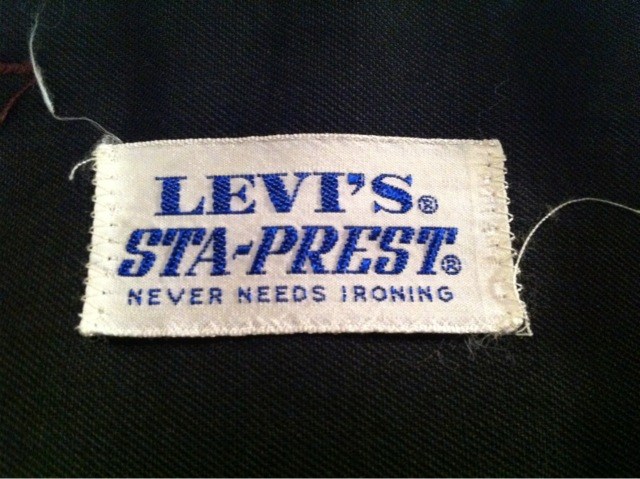 LEVI'S®
STA-PREST®
NEVER NEEDS IRONING